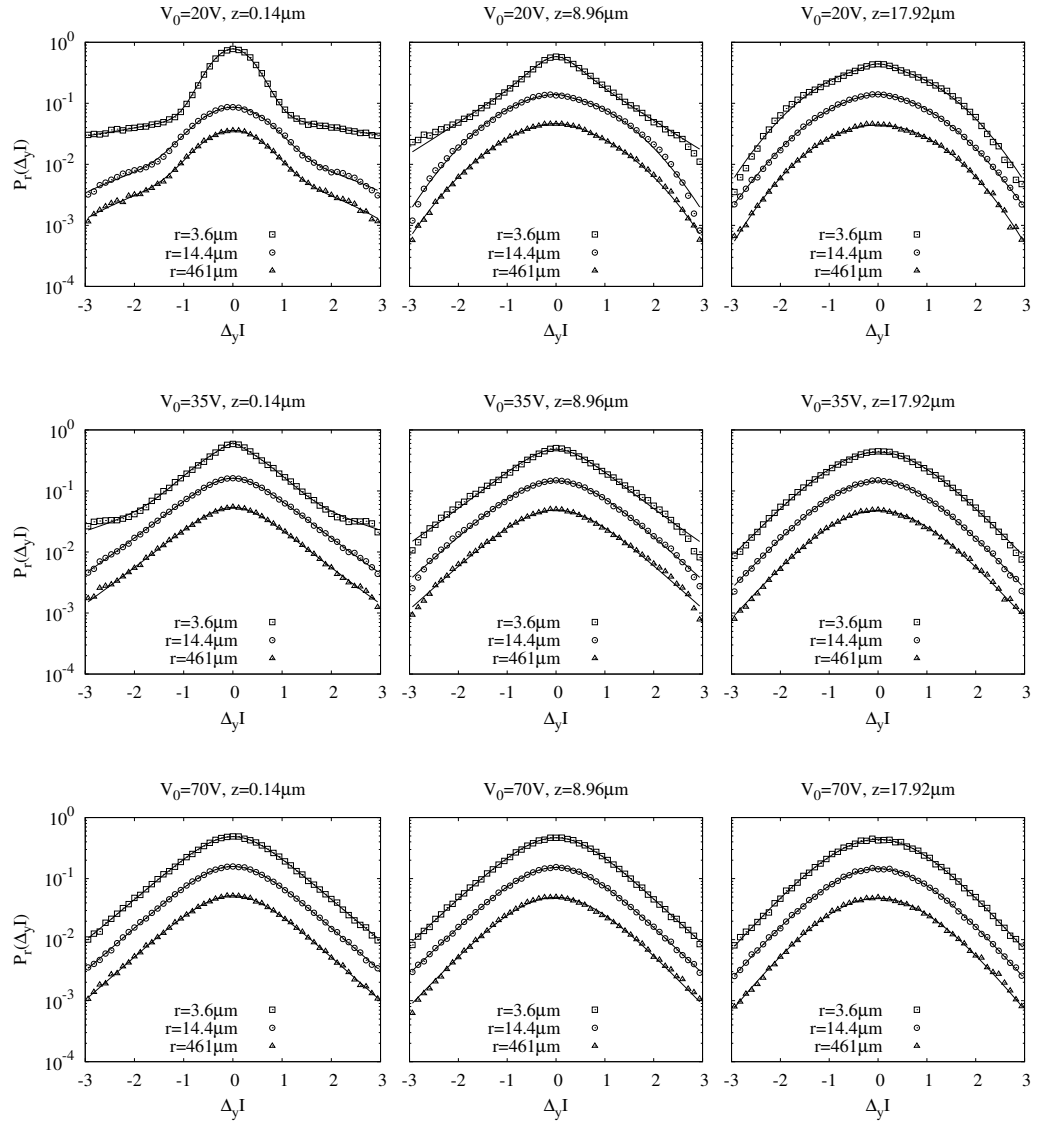 V0=20V, z=0.14μm
10^0
10^-1
10^-2
10^-3
10^-4
Pr(ΔyI)
r=3.6μm
r=14.4μm
r=461μm
-3 -2 -1 0 1 2 3
ΔyI
V0=20V, z=8.96μm
r=3.6μm
r=14.4μm
r=461μm
-3 -2 -1 0 1 2 3
ΔyI
V0=20V, z=17.92μm
r=3.6μm
r=14.4μm
r=461μm
-3 -2 -1 0 1 2 3
ΔyI
V0=35V, z=0.14μm
10^0
10^-1
10^-2
10^-3
10^-4
Pr(ΔyI)
r=3.6μm
r=14.4μm
r=461μm
-3 -2 -1 0 1 2 3
ΔyI
V0=35V, z=8.96μm
r=3.6μm
r=14.4μm
r=461μm
-3 -2 -1 0 1 2 3
ΔyI
V0=35V, z=17.92μm
r=3.6μm
r=14.4μm
r=461μm
-3 -2 -1 0 1 2 3
ΔyI
V0=70V, z=0.14μm
10^0
10^-1
10^-2
10^-3
10^-4
Pr(ΔyI)
r=3.6μm
r=14.4μm
r=461μm
-3 -2 -1 0 1 2 3
ΔyI
V0=70V, z=8.96μm
r=3.6μm
r=14.4μm
r=461μm
-3 -2 -1 0 1 2 3
ΔyI
V0=70V, z=17.92μm
r=3.6μm
r=14.4μm
r=461μm
-3 -2 -1 0 1 2 3
ΔyI